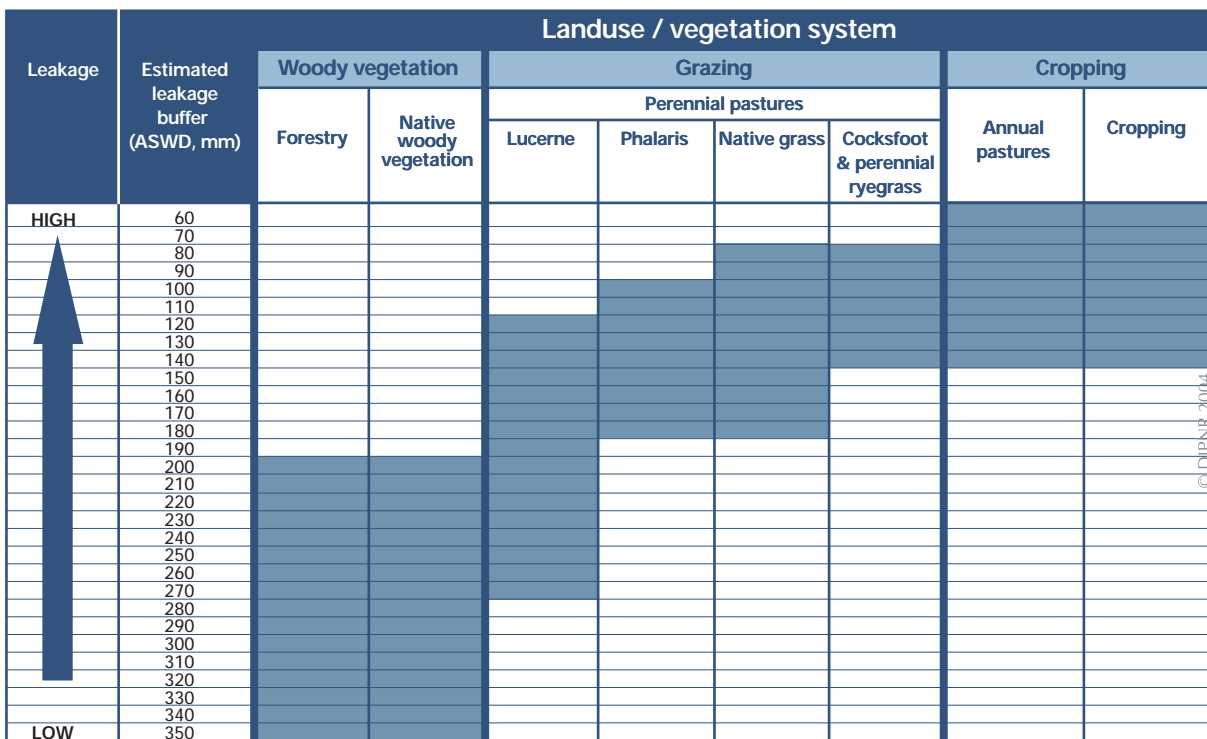 Landuse / vegetation system
Leakage
Estimated
leakage
buffer
(ASWD, mm)
Woody vegetation
Grazing
Cropping
Perennial pastures
Forestry
Native
woody
vegetation
Lucerne
Phalaris
Native grass
Cocksfoot
& perennial
ryegrass
Annual
pastures
Cropping
HIGH
60
70
80
90
100
110
120
130
140
150
160
170
180
190
200
210
220
230
240
250
260
270
280
290
300
310
320
330
340
LOW
350
© DIPNR 2004